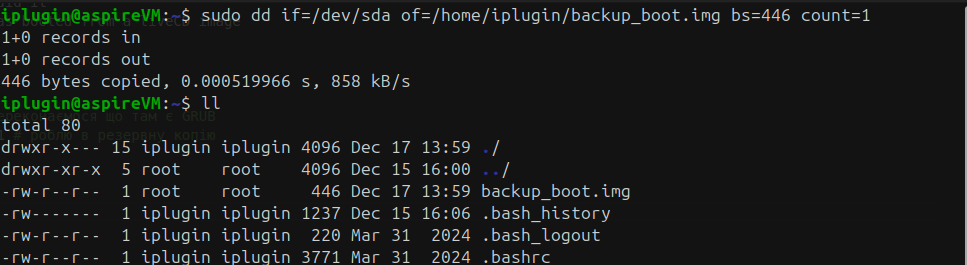 iplugin@aspireVM:~$ sudo dd if=/dev/sda of=/home/iplugin/backup_boot.img bs=446 count=1
1+0 records in
1+0 records out
446 bytes copied, 0.000519966 s, 858 kB/s
iplugin@aspireVM:~$ ll
total 80
drwxr-x--- 15 iplugin iplugin 4096 Dec 17 13:59 ./
drwxr-xr-x  5 root    root    4096 Dec 15 16:00 ../
-rw-r--r--  1 root    root     446 Dec 17 13:59 backup_boot.img
-rw-------  1 iplugin iplugin 1237 Dec 15 16:06 .bash_history
-rw-r--r--  1 iplugin iplugin  220 Mar 31  2024 .bash_logout
-rw-r--r--  1 iplugin iplugin 3771 Mar 31  2024 .bashrc